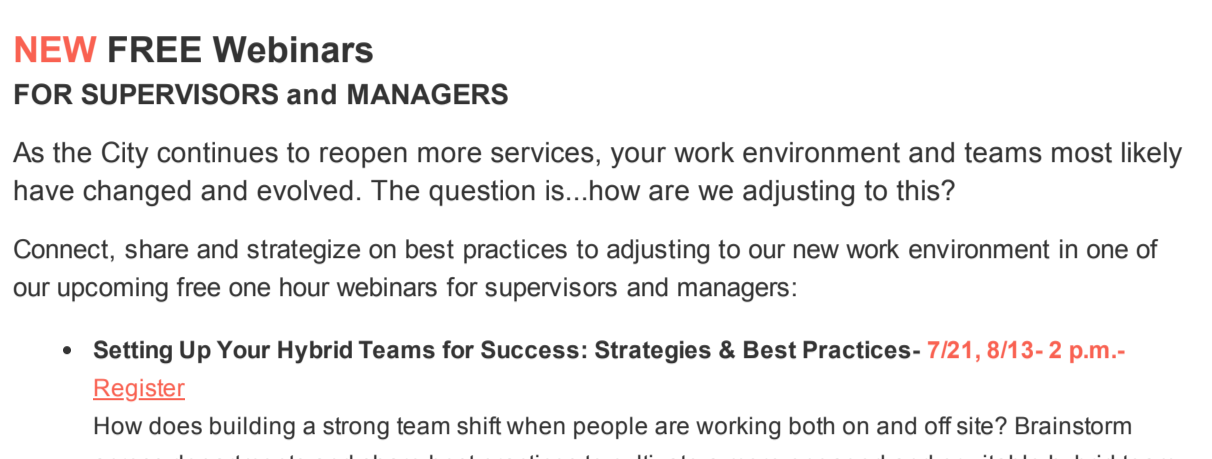 NEW FREE Webinars
FOR SUPERVISORS and MANAGERS
As the City continues to reopen more services, your work environment and teams most likely
have changed and evolved. The question is...how are we adjusting to this?
Connect, share and strategize on best practices to adjusting to our new work environment in one of
our upcoming free one hour webinars for supervisors and managers:
• Setting Up Your Hybrid Teams for Success: Strategies & Best Practices- 7/21, 8/13- 2 p.m.-
Register
How does building a strong team shift when people are working both on and off site? Brainstorm